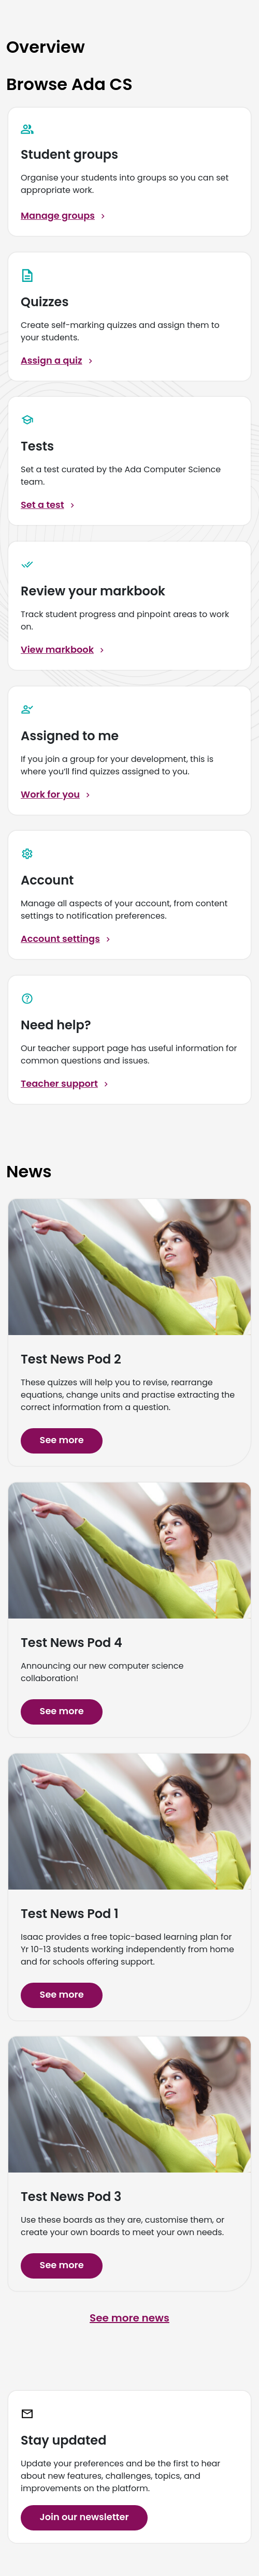 Overview
Browse Ada CS
Student groups
Organise your students into groups so you can set
appropriate work.
Manage groups
Quizzes
Create self-marking quizzes and assign them to
your students.
Assign a quiz
Tests
Set a test curated by the Ada Computer Science
team.
Set a test
Review your markbook
Track student progress and pinpoint areas to work
on.
View markbook
Assigned to me
If you join a group for your development, this is
where you'll find quizzes assigned to you.
Work for you
Account
Manage all aspects of your account, from content
settings to notification preferences.
Account settings
Need help?
Our teacher support page has useful information for
common questions and issues.
Teacher support
News
Test News Pod 2
These quizzes will help you to revise, rearrange
equations, change units and practise extracting the
correct information from a question.
See more
Test News Pod 4
Announcing our new computer science
collaboration!
See more
Test News Pod 1
Isaac provides a free topic-based learning plan for
Yr 10-13 students working independently from home
and for schools offering support.
See more
Test News Pod 3
Use these boards as they are, customise them, or
create your own boards to meet your own needs.
See more
See more news
Stay updated
Update your preferences and be the first to hear
about new features, challenges, topics, and
improvements on the platform.
Join our newsletter